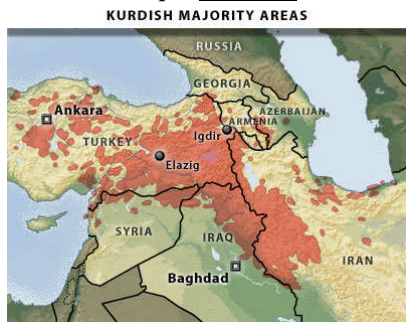 KURDISH MAJORITY AREAS
RUSSIA
GEORGIA
Ankara
AZERBAIJAN
ARMENIA
Igdir
TURKEY
Elazig
SYRIA
IRAQ
IRAN
Baghdad